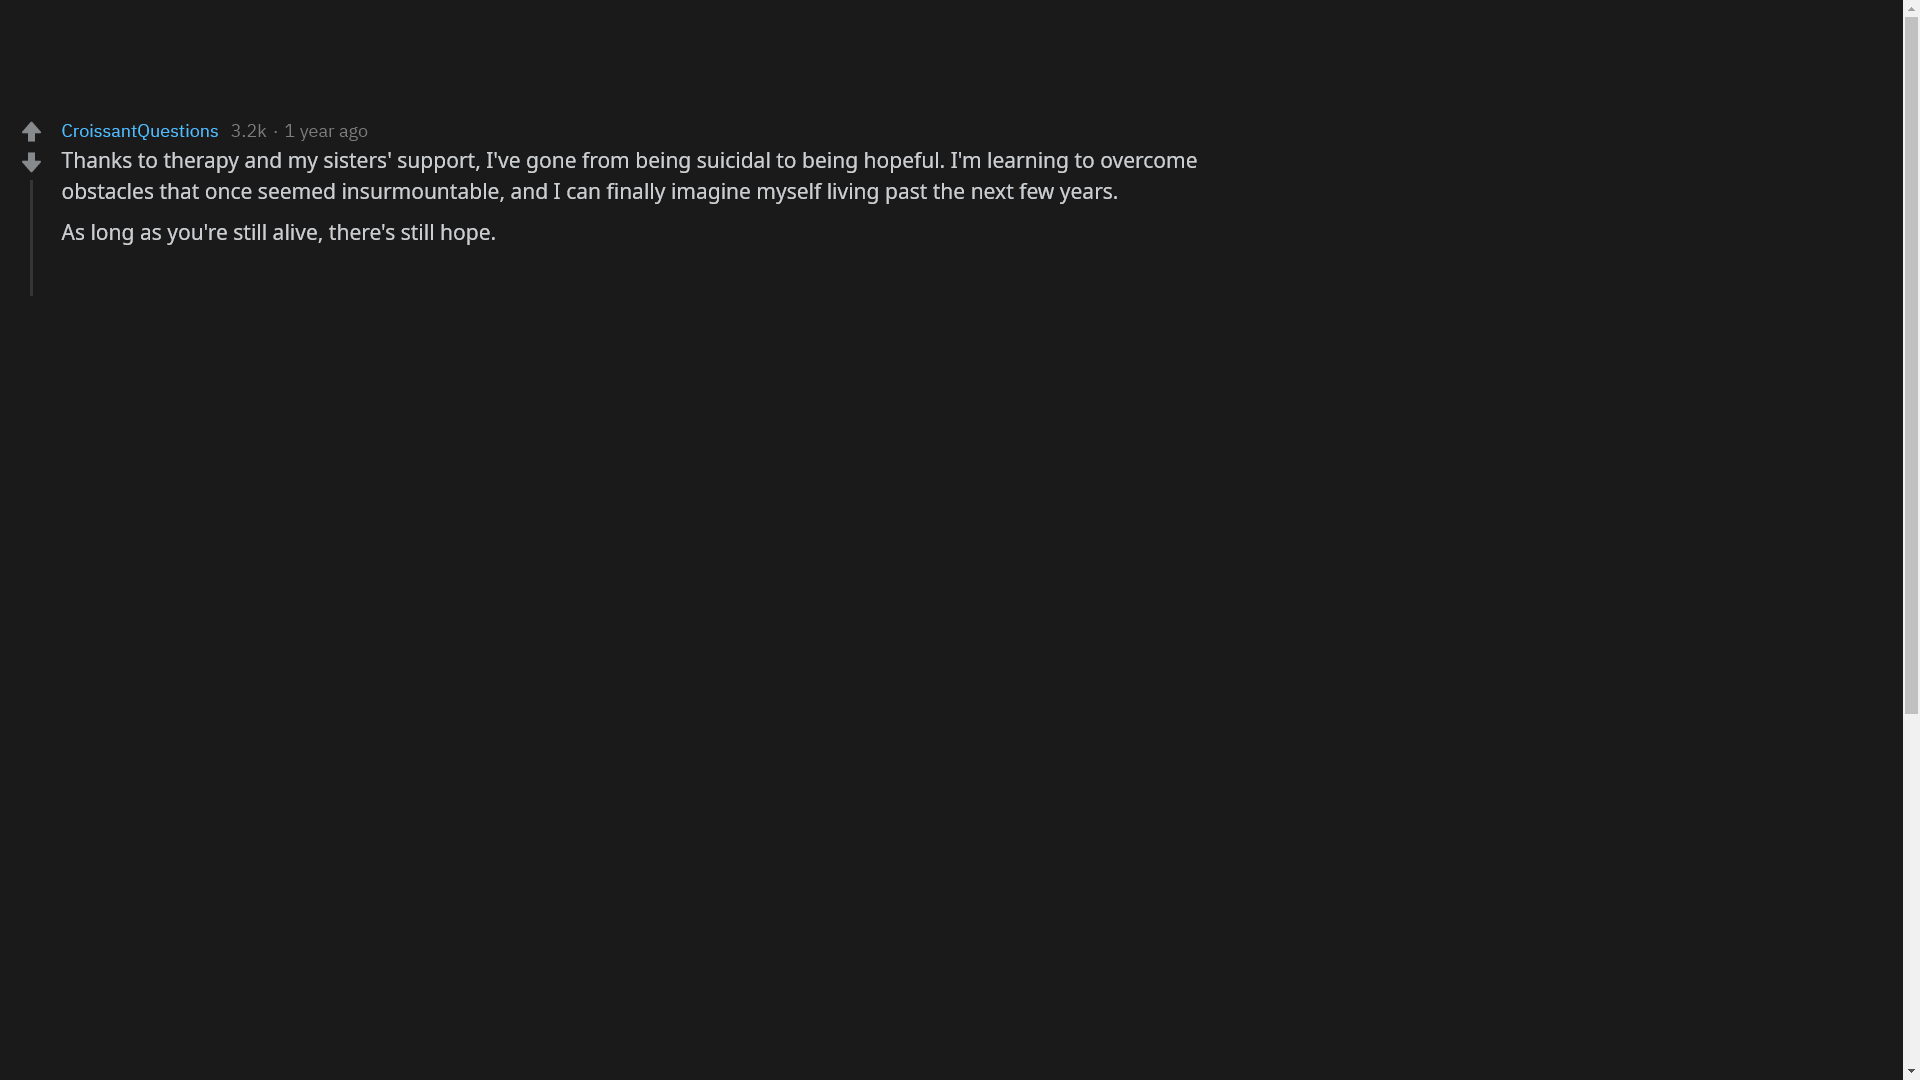 CroissantQuestions 3.2k · 1 year ago
Thanks to therapy and my sisters' support, I've gone from being suicidal to being hopeful. I'm learning to overcome
obstacles that once seemed insurmountable, and I can finally imagine myself living past the next few years.
As long as you're still alive, there's still hope.